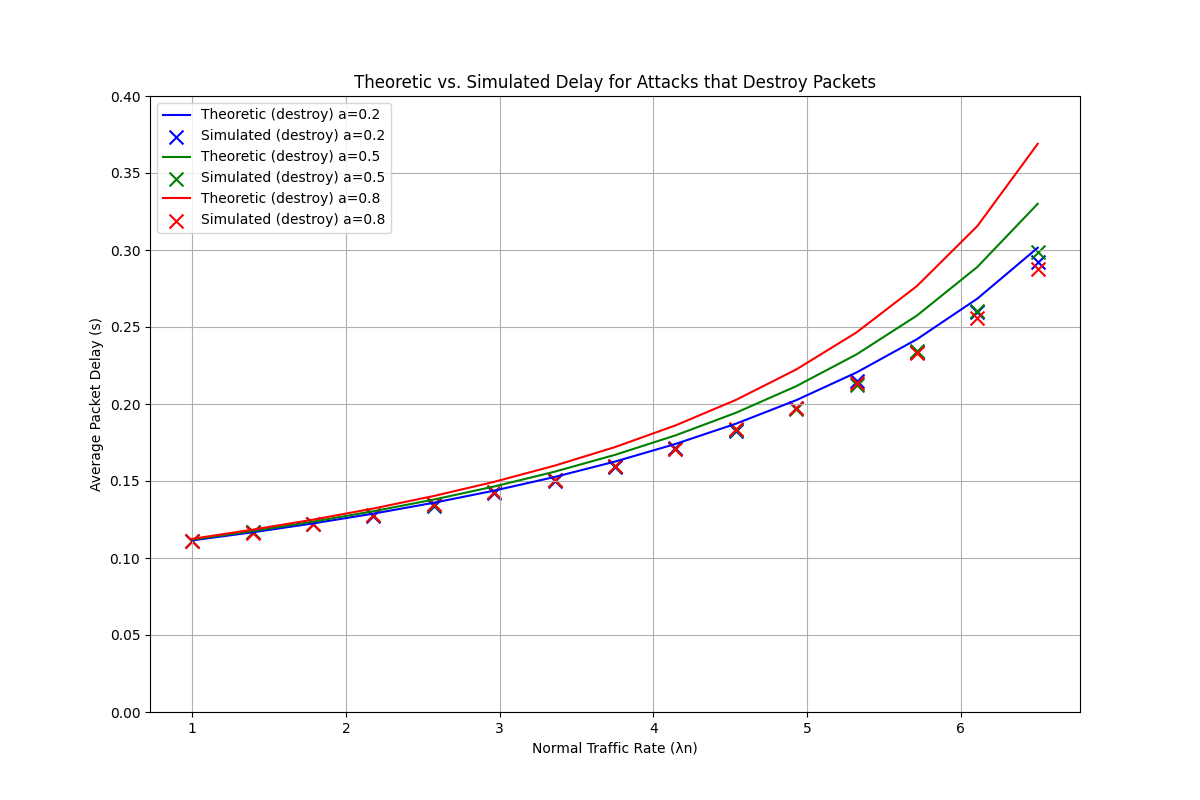 Theoretic vs. Simulated Delay for Attacks that Destroy Packets
Theoretic (destroy) a=0.2
Simulated (destroy) a=0.2
Theoretic (destroy) a=0.5
Simulated (destroy) a=0.5
Theoretic (destroy) a=0.8
Simulated (destroy) a=0.8
Average Packet Delay (s)
0.40
0.35
0.30
0.25
0.20
0.15
0.10
0.05
0.00
1 2 3 4 5 6
Normal Traffic Rate (λn)